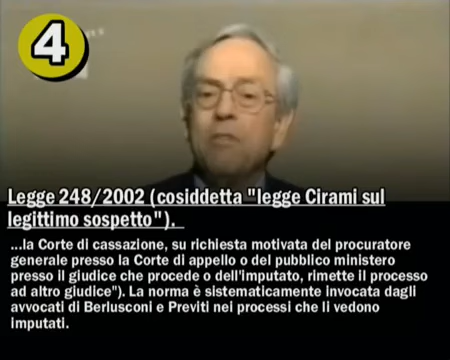 4
Legge 248/2002 (cosiddetta "legge Cirami sul
legittimo sospetto").
...la Corte di cassazione, su richiesta motivata del procuratore
generale presso la Corte di appello o del pubblico ministero
presso il giudice che procede o dell'imputato, rimette il processo
ad altro giudice"). La norma è sistematicamente invocata dagli
avvocati di Berlusconi e Previti nei processi che li vedono
imputati.